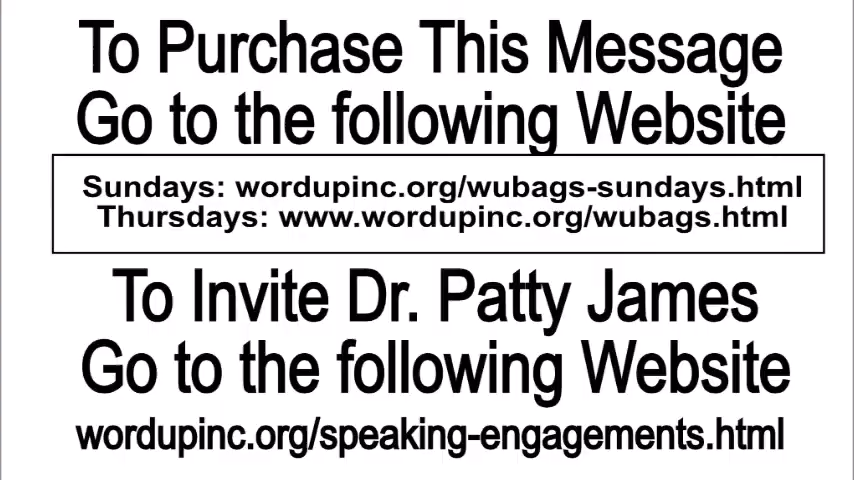 To Purchase This Message
Go to the following Website
Sundays: wordupinc.org/wubags-sundays.html
Thursdays: www.wordupinc.org/wubags.html
To Invite Dr. Patty James
Go to the following Website
wordupinc.org/speaking-engagements.html